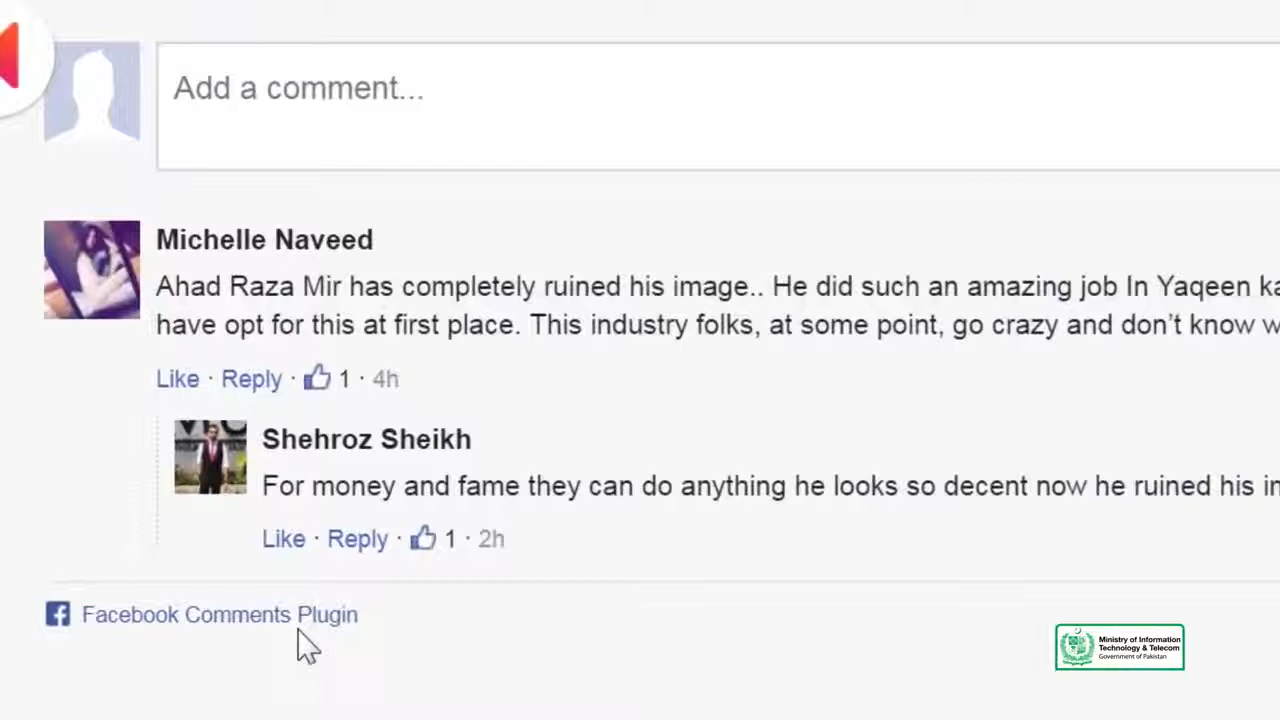 Add a comment...
Michelle Naveed
Ahad Raza Mir has completely ruined his image.. He did such an amazing job In Yaqeen
have opt for this at first place. This industry folks, at some point, go crazy and don’t know
Like · Reply · 1 · 4h
Shehroz Sheikh
For money and fame they can do anything he looks so decent now he ruined his
Like · Reply · 1 · 2h
Facebook Comments Plugin
Ministry of Information
Technology & Telecom
Government of Pakistan